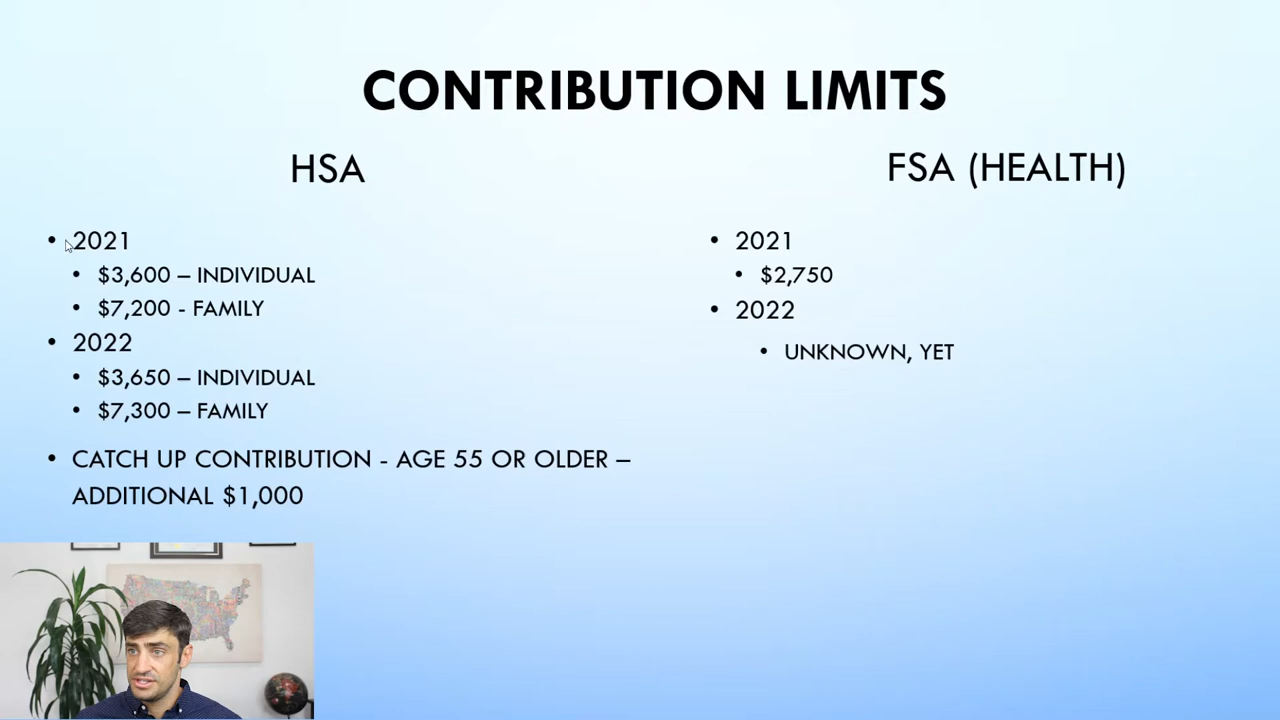 CONTRIBUTION LIMITS
HSA
• 2021
• $3,600 – INDIVIDUAL
• $7,200 - FAMILY
• 2022
• $3,650 – INDIVIDUAL
• $7,300 – FAMILY
• CATCH UP CONTRIBUTION - AGE 55 OR OLDER –
ADDITIONAL $1,000
FSA (HEALTH)
• 2021
• $2,750
• 2022
• UNKNOWN, YET